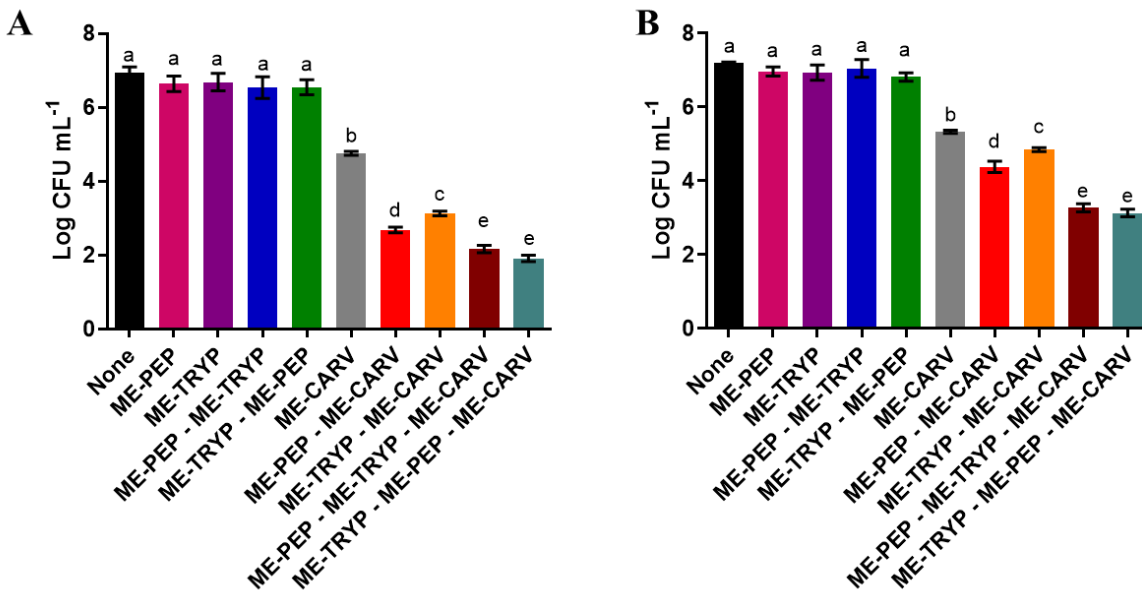 A
Log CFU mL-1
8
6
4
2
0
a
a
a
a
a
b
d
c
e
e
None
ME-PEP
ME-TRYP
ME-PEP - ME-TRYP
ME-TRYP - ME-PEP
ME-CARV
ME-PEP - ME-CARV
ME-TRYP - ME-CARV
ME-PEP - ME-TRYP - ME-CARV
ME-TRYP - ME-PEP - ME-CARV
B
Log CFU mL-1
8
6
4
2
0
a
a
a
a
a
b
d
c
e
e
None
ME-PEP
ME-TRYP
ME-PEP - ME-TRYP
ME-TRYP - ME-PEP
ME-CARV
ME-PEP - ME-CARV
ME-TRYP - ME-CARV
ME-PEP - ME-TRYP - ME-CARV
ME-TRYP - ME-PEP - ME-CARV